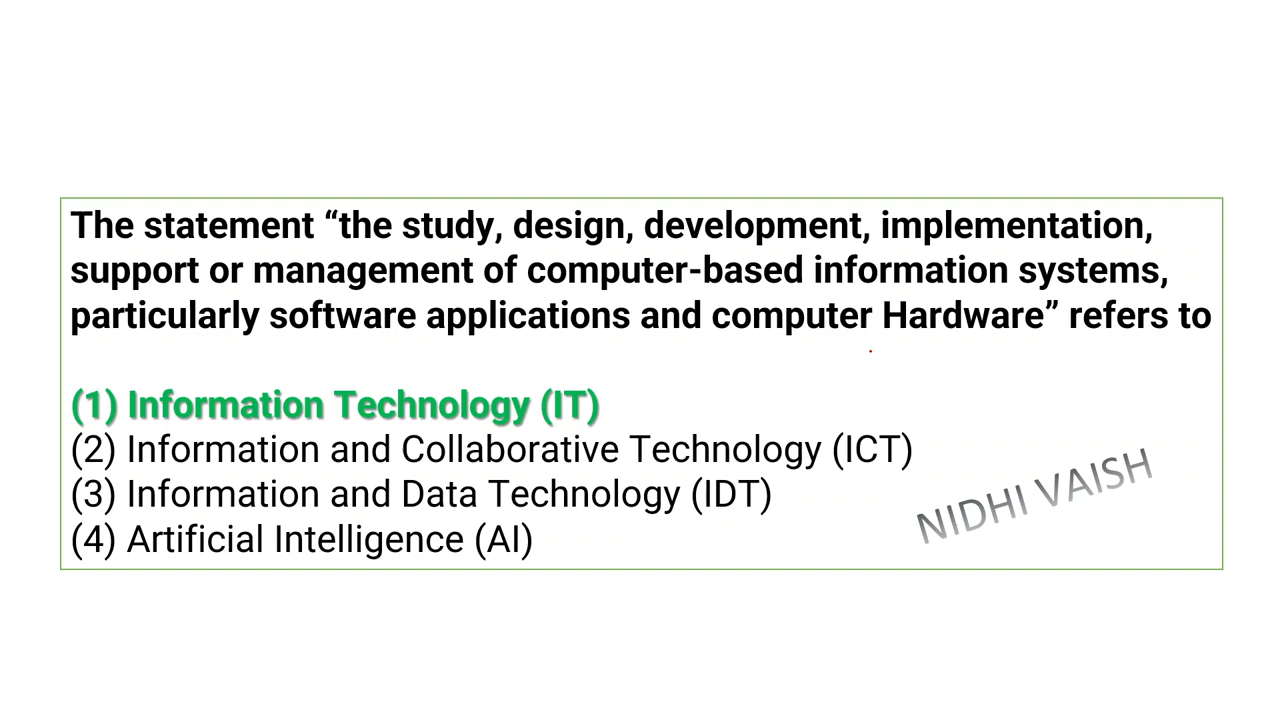 The statement “the study, design, development, implementation,
support or management of computer-based information systems,
particularly software applications and computer Hardware” refers to
(1) Information Technology (IT)
(2) Information and Collaborative Technology (ICT)
(3) Information and Data Technology (IDT)
(4) Artificial Intelligence (AI)
NIDHI VAISH